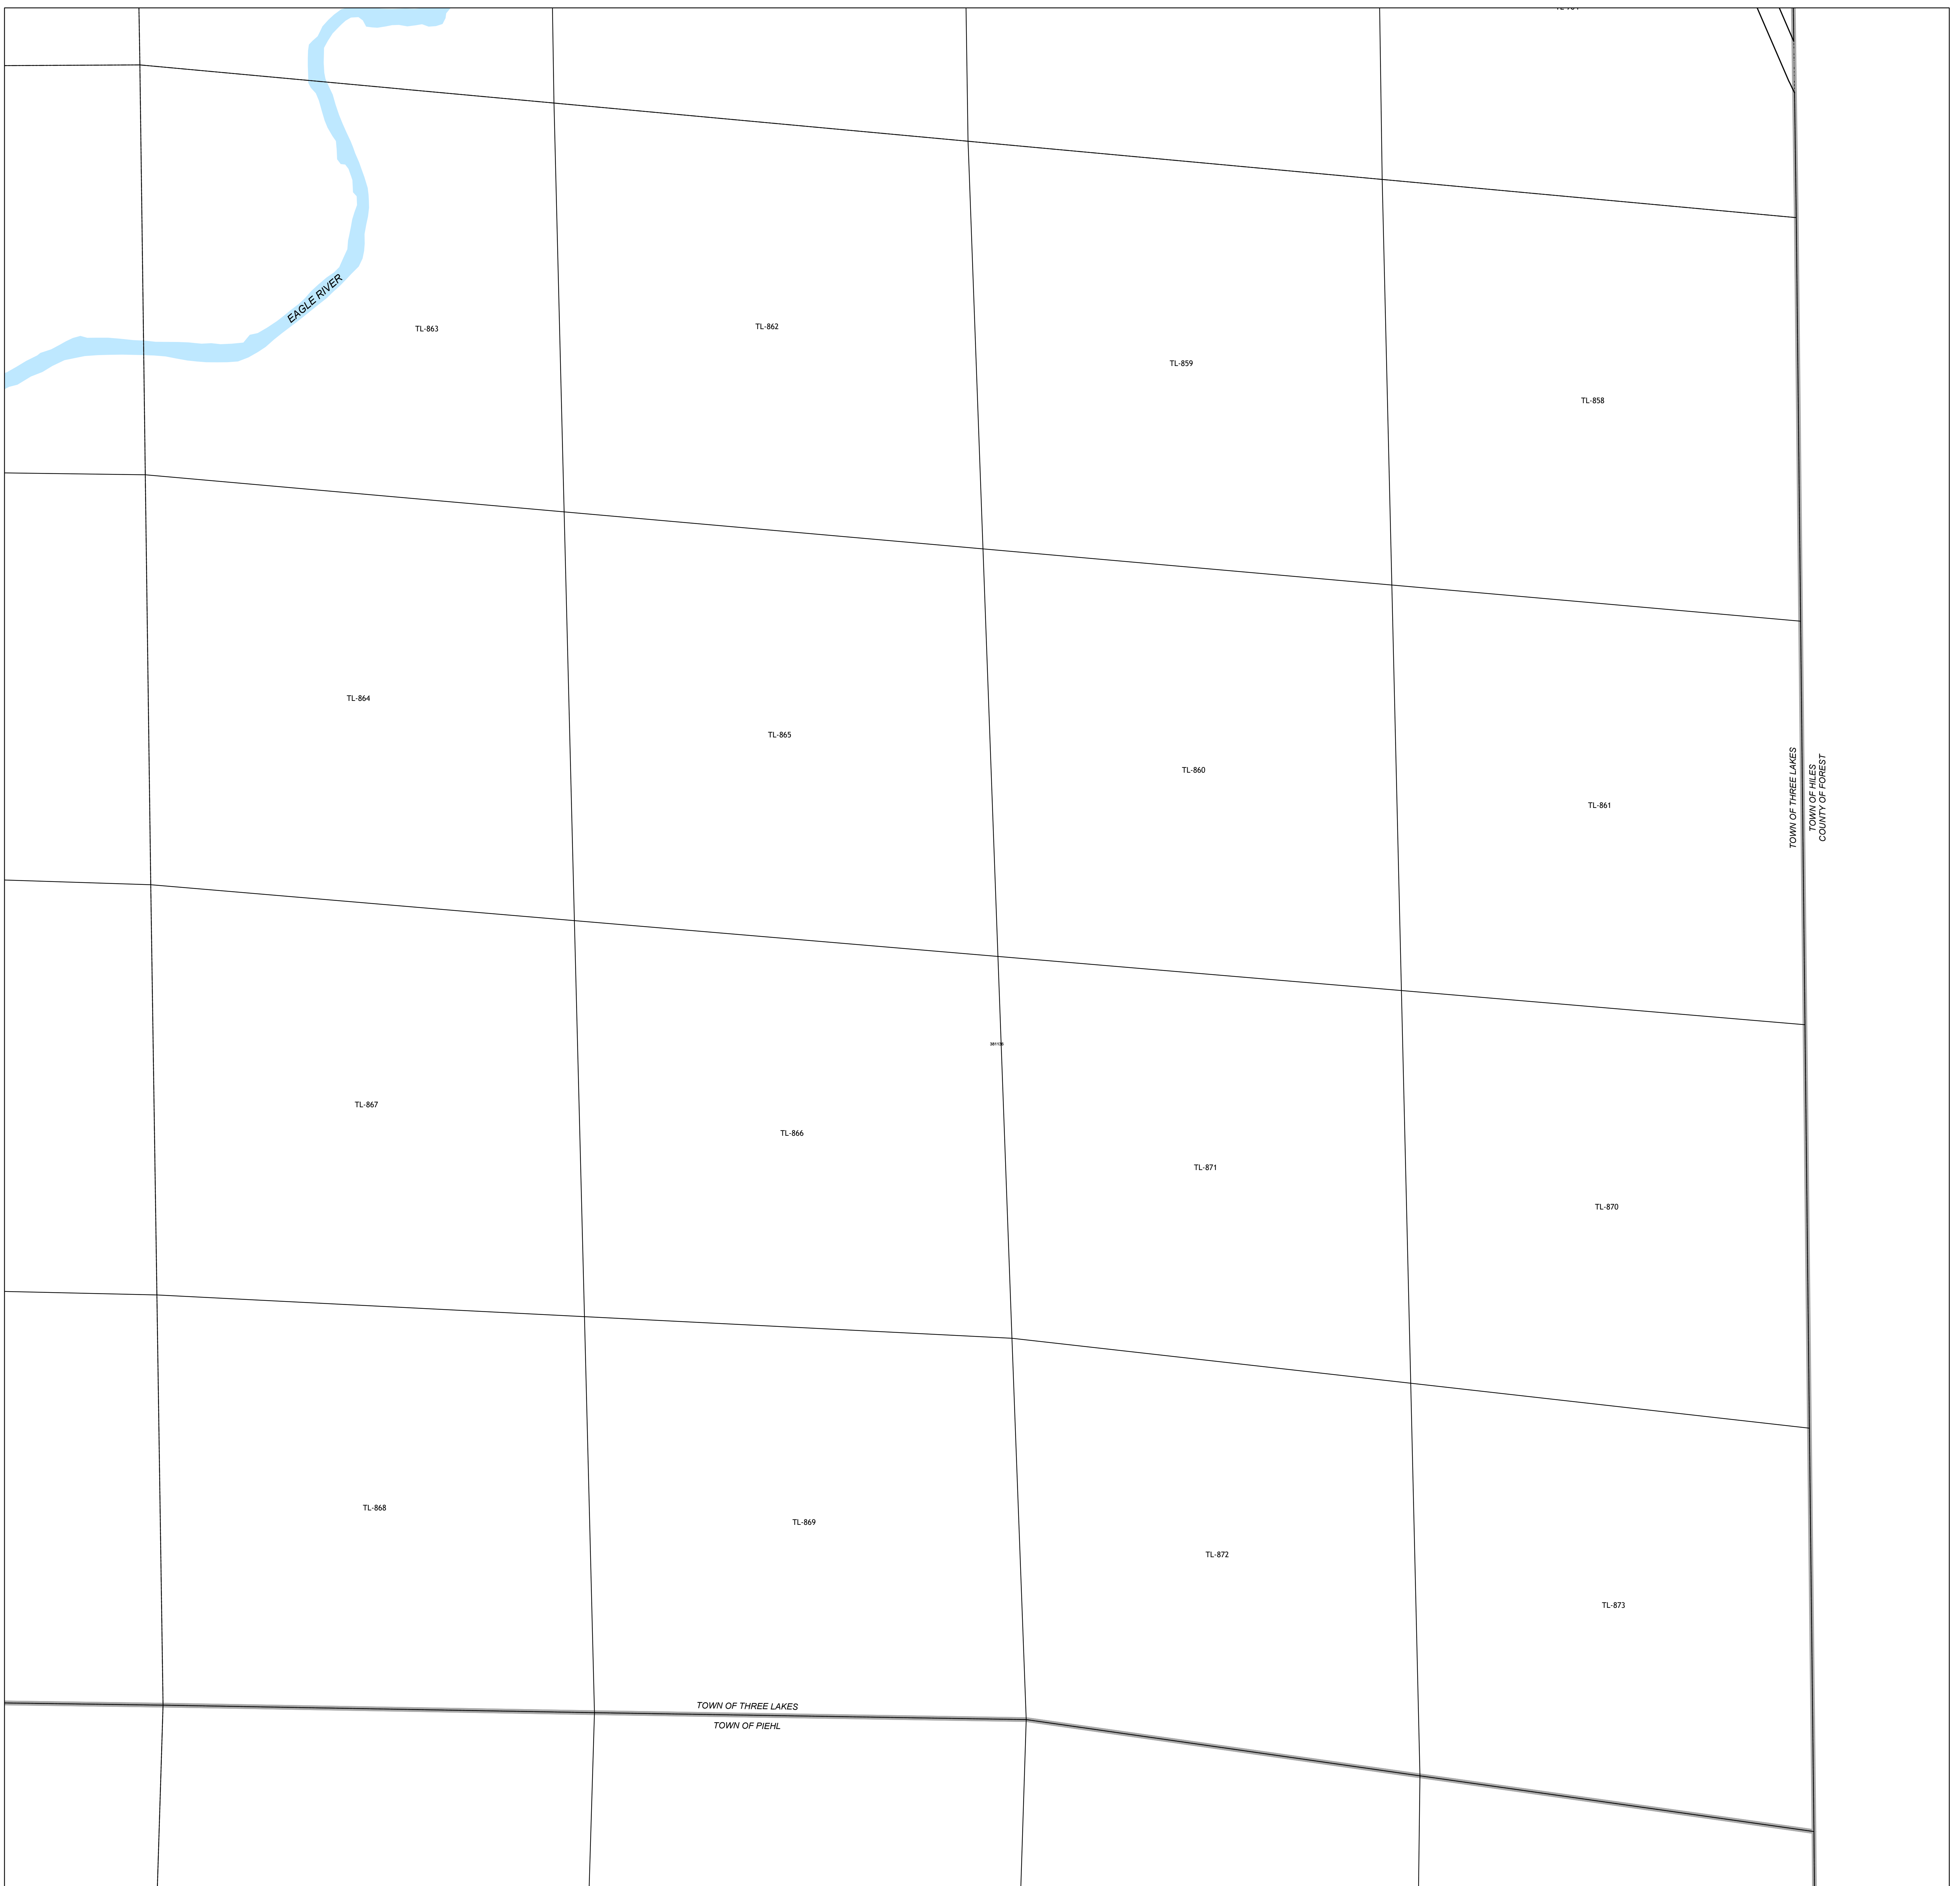 EAGLE RIVER
TL-863
TL-862
TL-859
TL-858
TL-864
TL-865
TL-860
TL-861
TOWN OF THREE LAKES
TOWN OF HILES
COUNTY OF FOREST
TL-867
TL-866
TL-871
TL-870
TL-868
TL-869
TL-872
TL-873
TOWN OF THREE LAKES
TOWN OF PIEHL